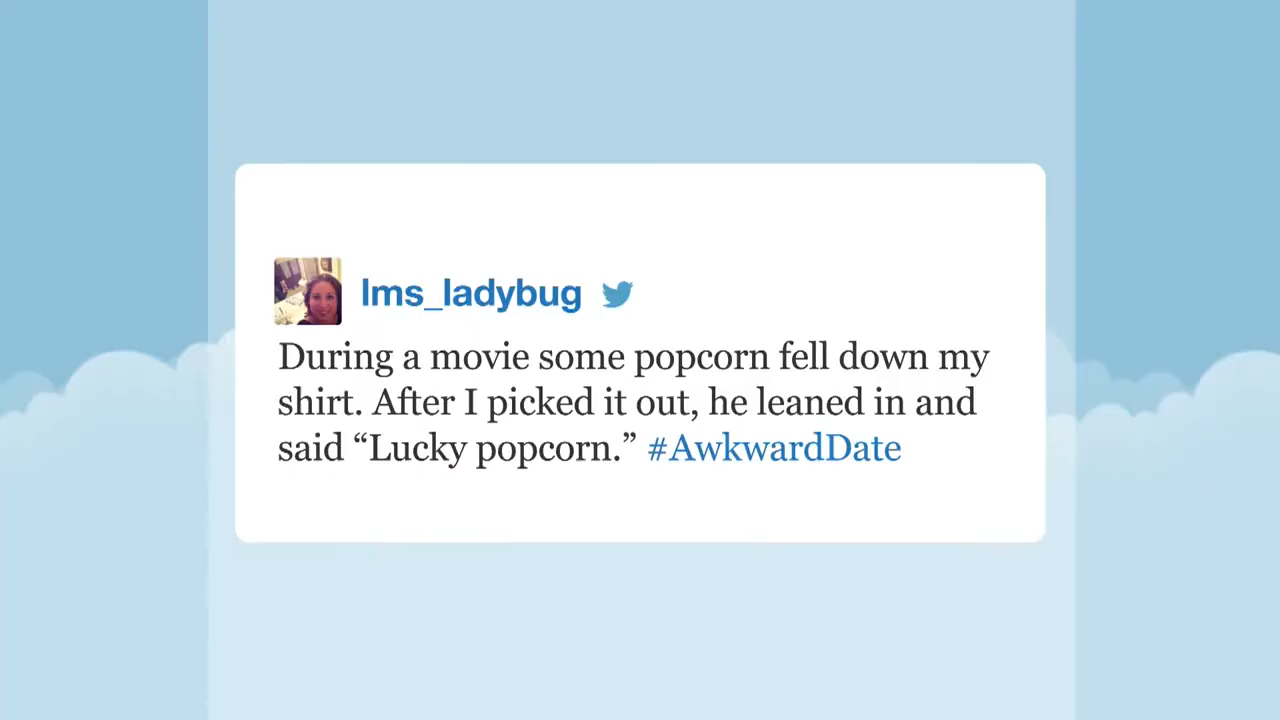 lms_ladybug
During a movie some popcorn fell down my
shirt. After I picked it out, he leaned in and
said “Lucky popcorn.” #AwkwardDate